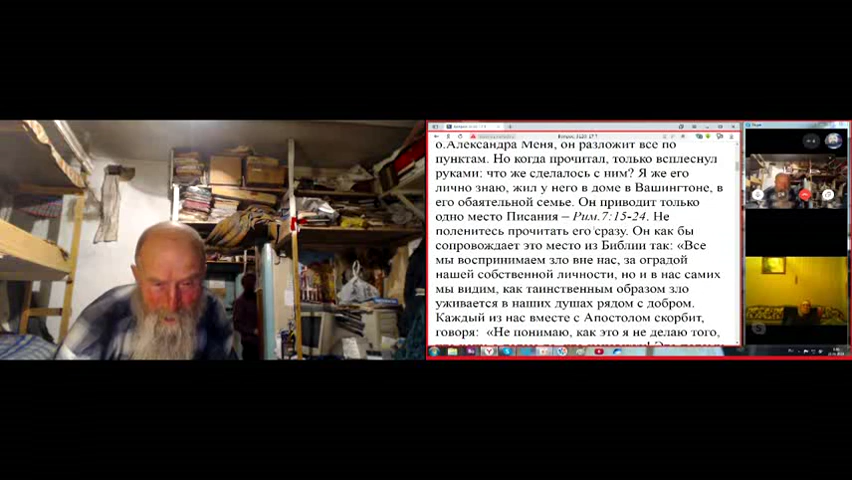 о.Александра Меня, он разложит все по
пунктам. Но когда прочитал, только всплеснул
руками: что же сделалось с ним? Я же его
лично знаю, жил у него в доме в Вашингтоне, в
его обаятельной семье. Он приводит только
одно место Писания – Рим.7:15-24. Не
поленитесь прочитать его сразу. Он как бы
сопровождает это место из Библии так: «Все
мы воспринимаем зло вне нас, за оградой
нашей собственной личности, но и в нас самих
мы видим, как таинственным образом зло
уживается в наших душах рядом с добром.
Каждый из нас вместе с Апостолом скорбит,
говоря: «Не понимаю, как это я не делаю того,